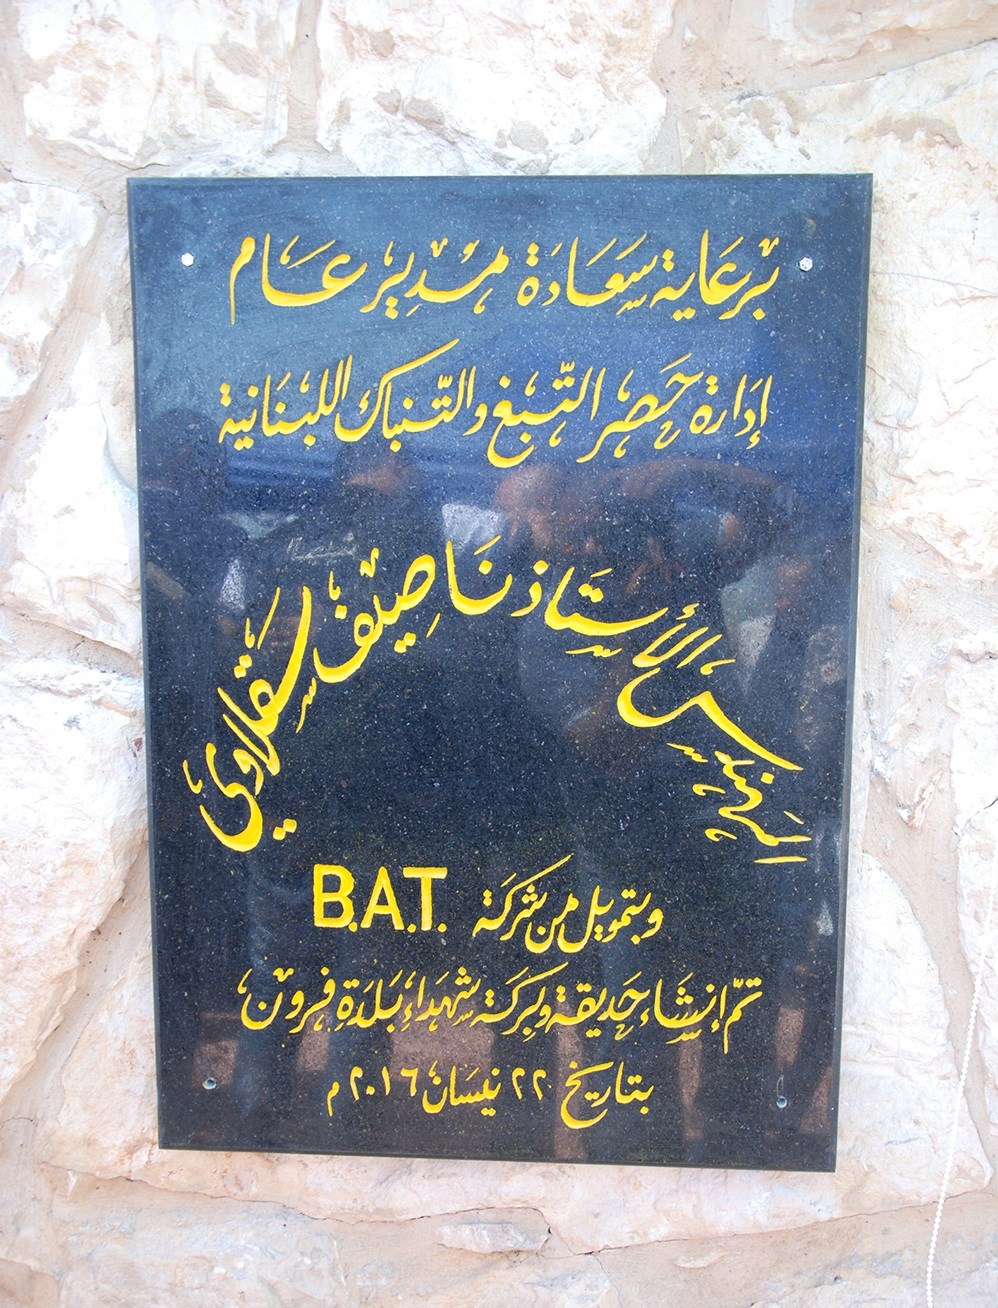 برعاية سعادة مدير عام
إدارة حصر التبغ والتنباك اللبنانية
المهندس الأستاذ ناصيف سقلاوي
وبتمويل من شركة B.A.T.
تمّ إنشاء حديقة وبركة شهداء بلدة فرون
بتاريخ ٢٢ نيسان ٢٠١٦م